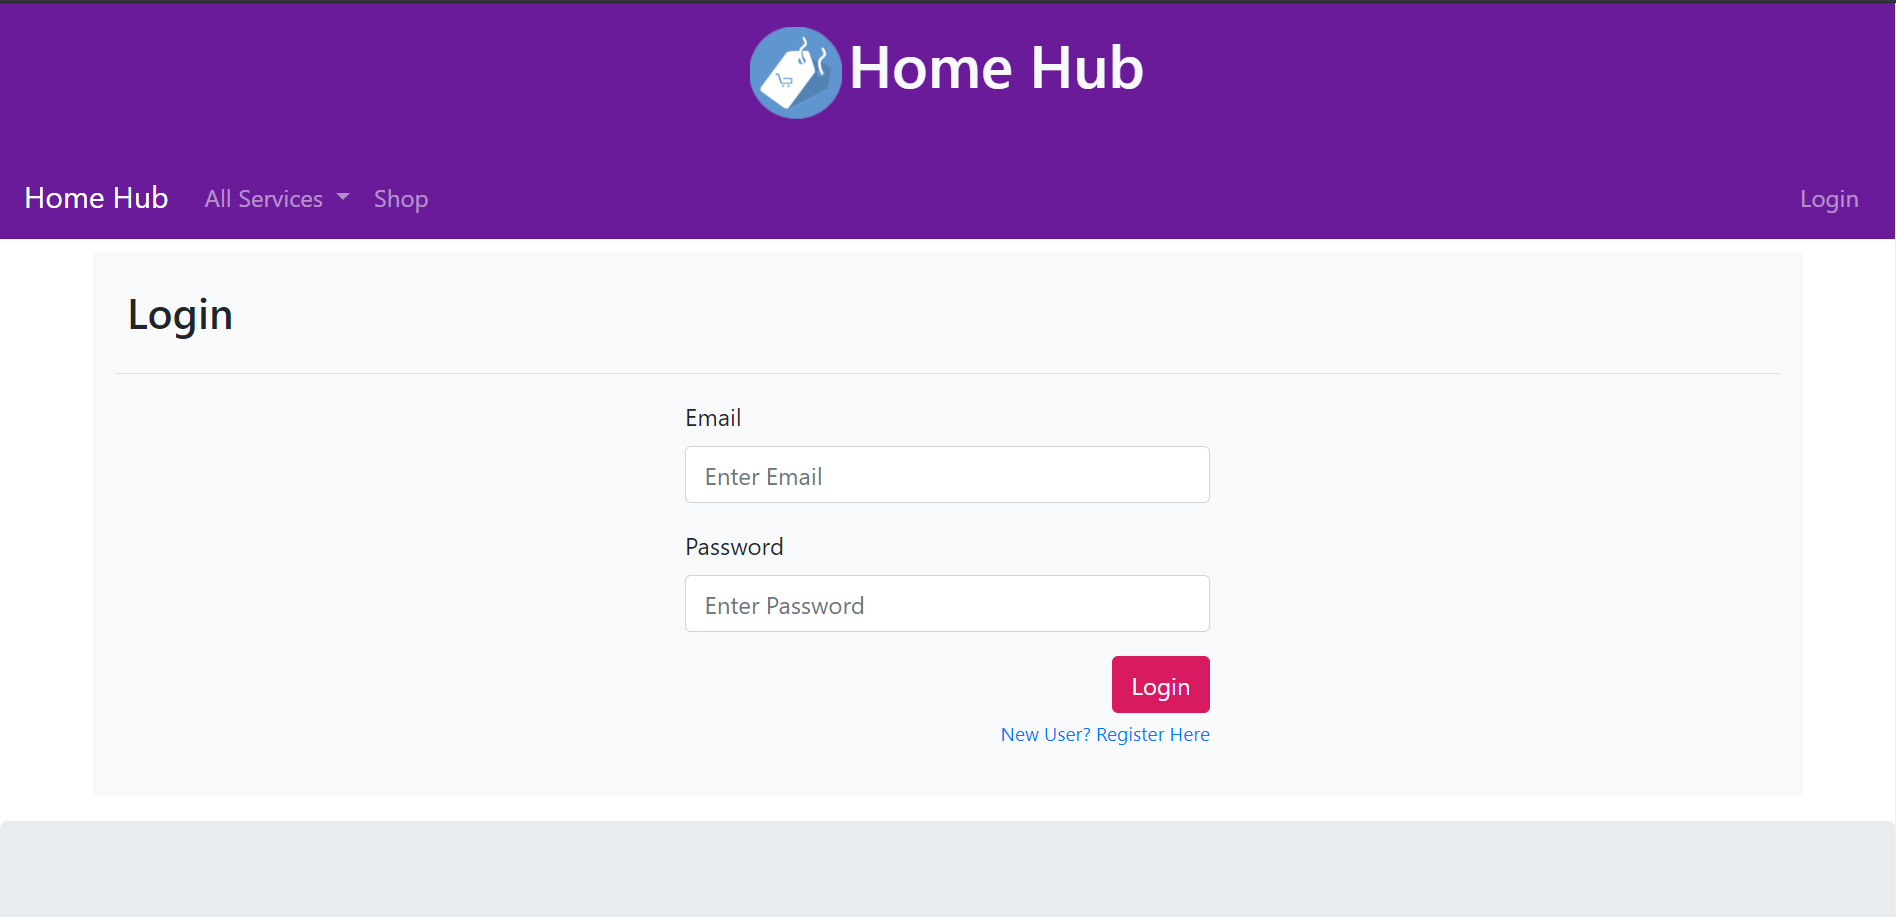 Home Hub
Home Hub All Services Shop Login
Login
Email
Enter Email
Password
Enter Password
Login
New User? Register Here